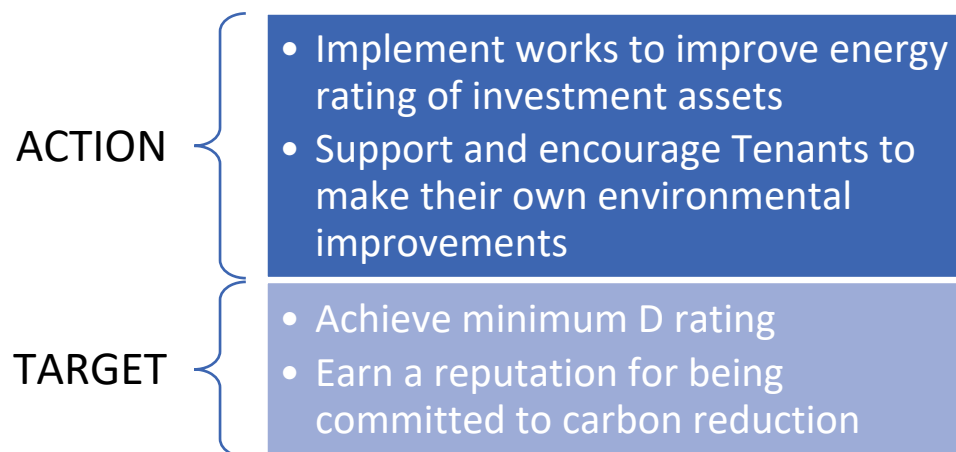 ACTION
• Implement works to improve energy
rating of investment assets
• Support and encourage Tenants to
make their own environmental
improvements
TARGET
• Achieve minimum D rating
• Earn a reputation for being
committed to carbon reduction